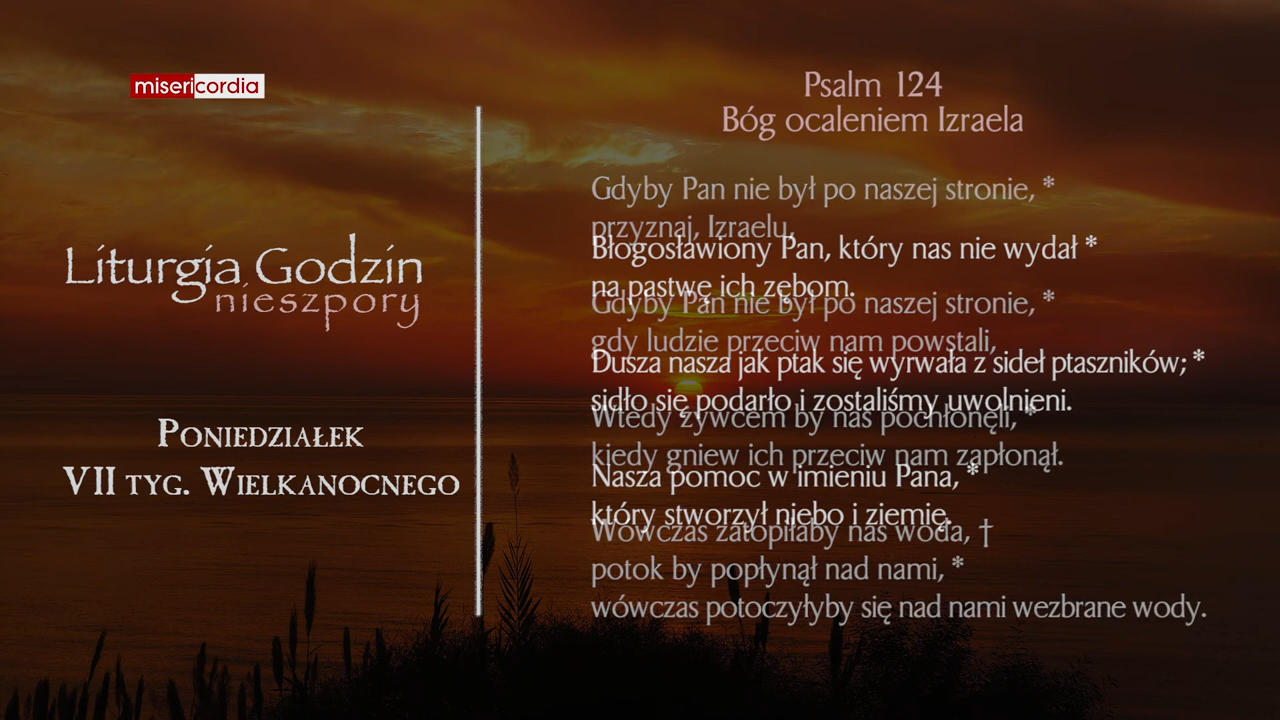 misericordia
Liturgia Godzin
nieszpory
Poniedziałek
VII tyg. Wielkanocnego
Psalm 124
Bóg ocaleniem Izraela
Gdyby Pan nie był po naszej stronie, *
przyznaj, Izraelu,
Błogosławiony Pan, który nas nie wydał *
na pastwę ich zębom.
Gdyby Pan nie był po naszej stronie, *
gdy ludzie przeciw nam powstali,
Dusza nasza jak ptak się wyrwała z sideł ptaszników; *
sidło się podarło i zostaliśmy uwolnieni.
Wtedy żywcem by nas pochłonęli, *
kiedy gniew ich przeciw nam zapłonął.
Nasza pomoc w imieniu Pana, *
który stworzył niebo i ziemię.
Wówczas zatopiłaby nas woda, †
potok by popłynął nad nami, *
wówczas potoczyłyby się nad nami wezbrane wody.